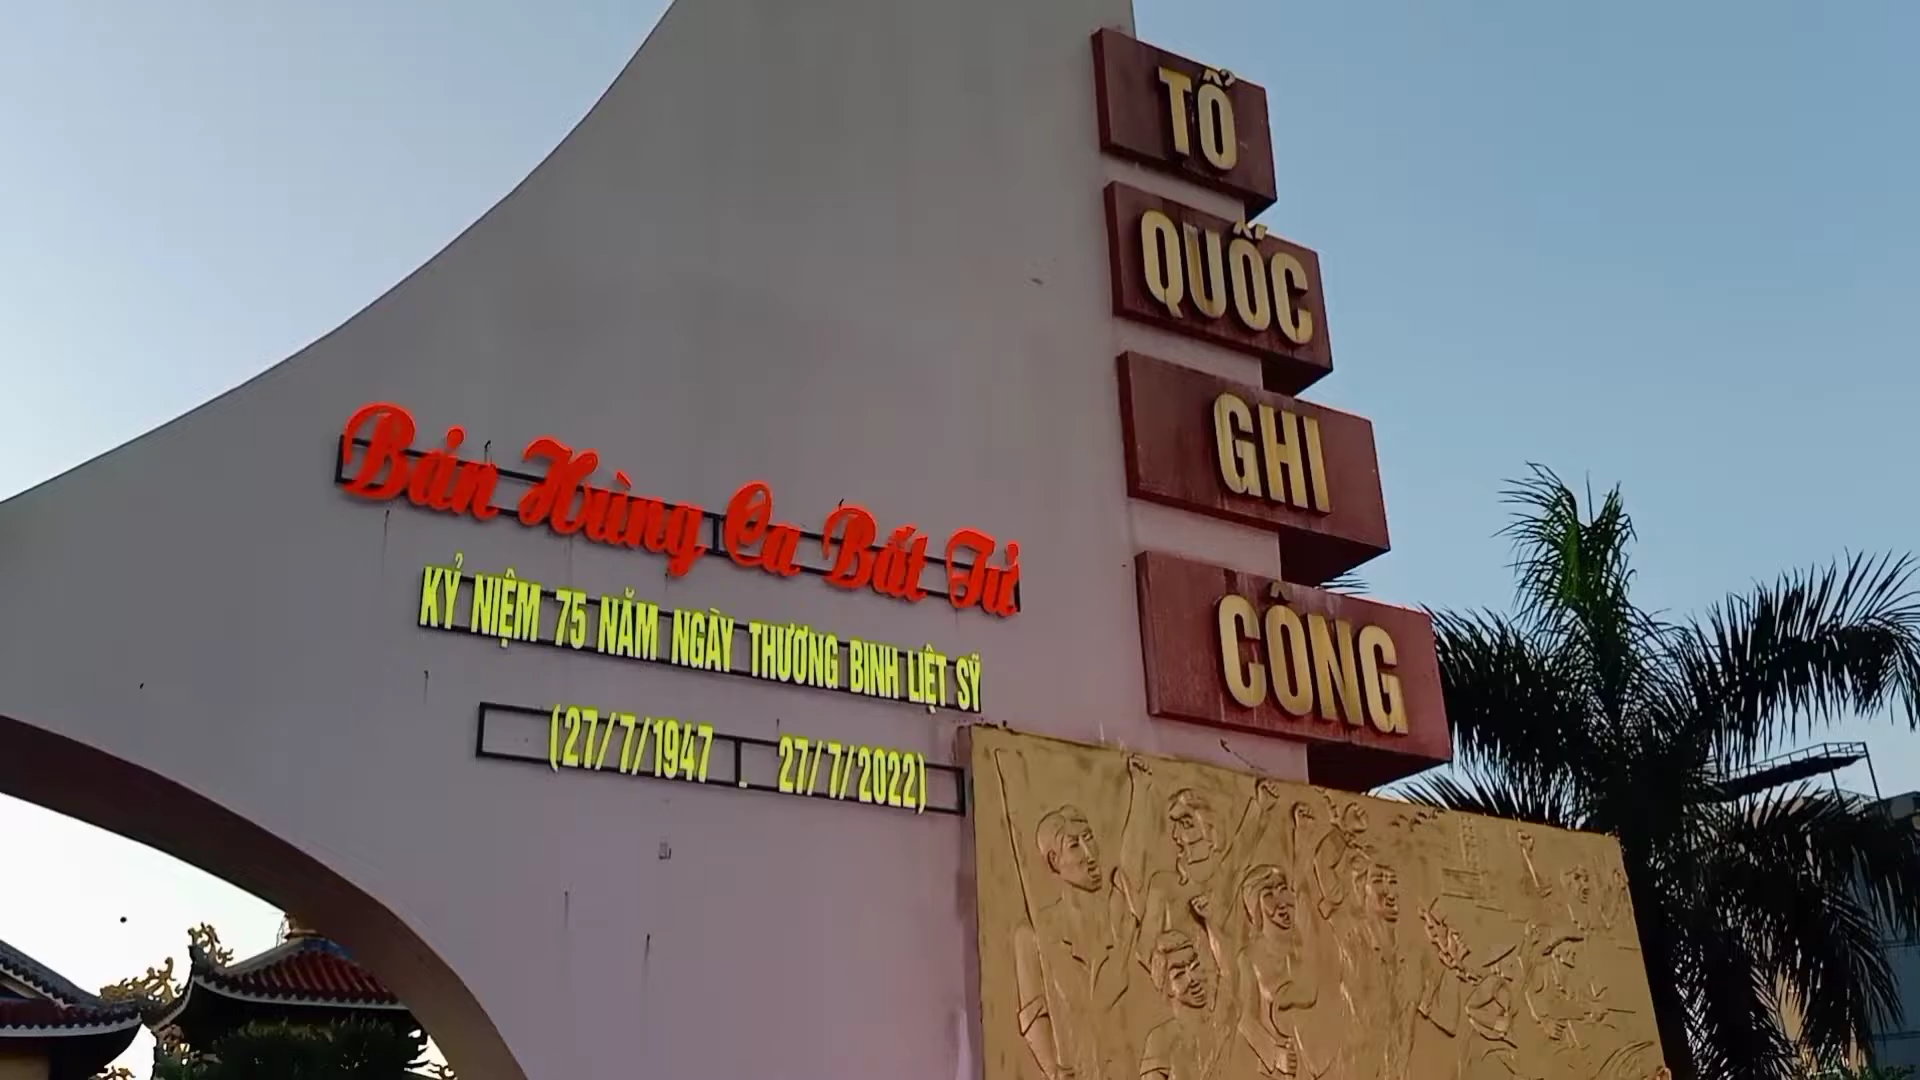 TỔ
QUỐC
GHI
CÔNG
Bản Hùng Ca Bất Tử
KỶ NIỆM 75 NĂM NGÀY THƯƠNG BINH LIỆT SỸ
(27/7/1947 - 27/7/2022)